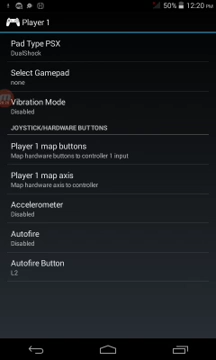 50% 12:20 PM
Player 1
Pad Type PSX
DualShock
Select Gamepad
none
Vibration Mode
Disabled
JOYSTICK/HARDWARE BUTTONS
Player 1 map buttons
Map hardware buttons to controller 1 input
Player 1 map axis
Map hardware axis to controller
Accelerometer
Disabled
Autofire
Disabled
Autofire Button
L2